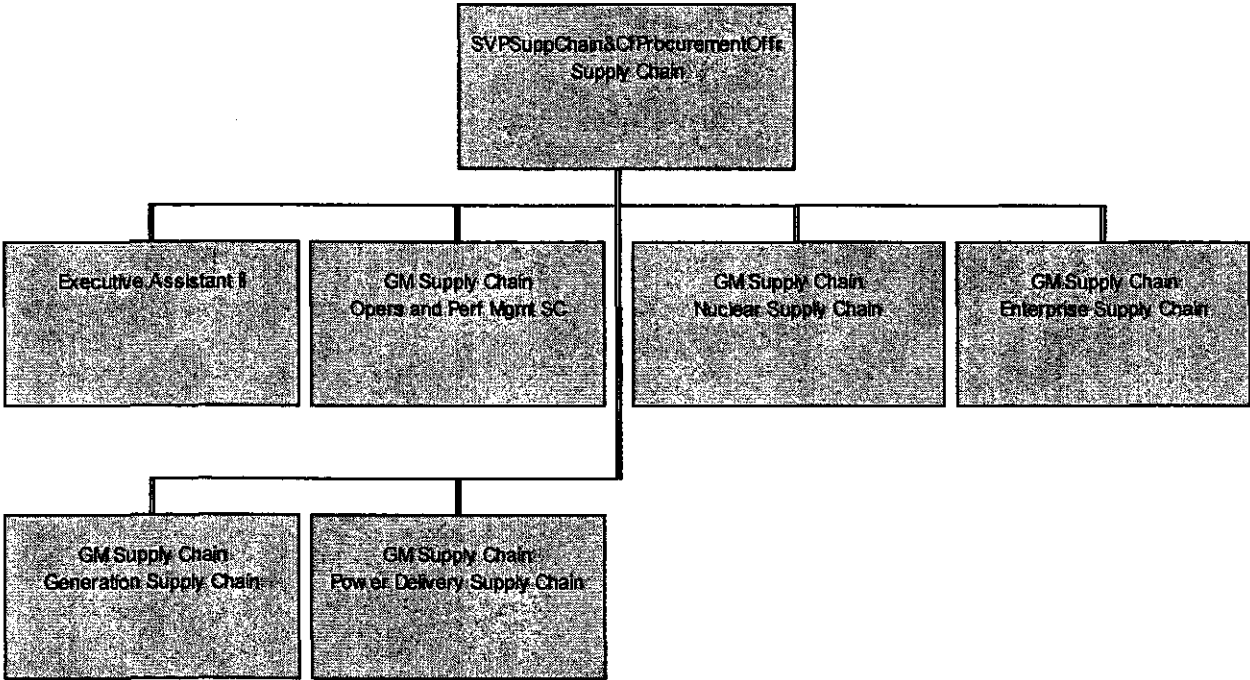 SVPSuppChain&CfProcurementOffr
Supply Chain
Executive Assistant II
GM Supply Chain
Opers and Perf Mgmt SC
GM Supply Chain
Nuclear Supply Chain
GM Supply Chain
Enterprise Supply Chain
GM Supply Chain
Generation Supply Chain
GM Supply Chain
Power Delivery Supply Chain